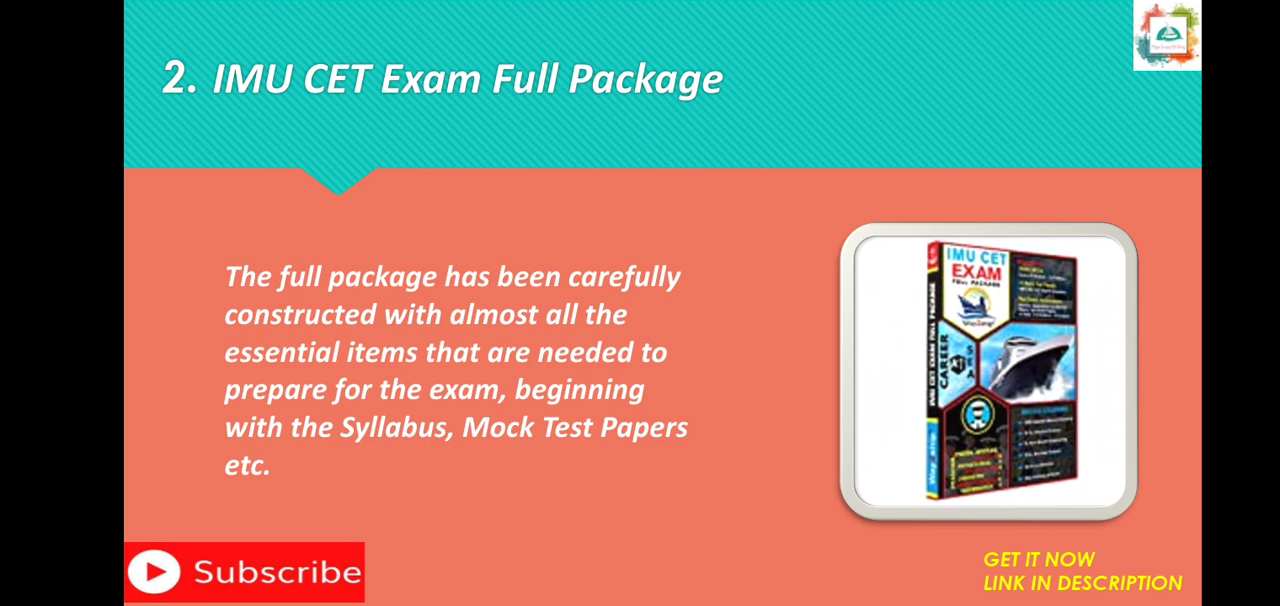 2. IMU CET Exam Full Package
The full package has been carefully
constructed with almost all the
essential items that are needed to
prepare for the exam, beginning
with the Syllabus, Mock Test Papers
etc.
IMU CET
EXAM
FULL PACKAGE
IMU CET EXAM FULL PACKAGE
CAREER
AT
SEA
Subscribe
GET IT NOW
LINK IN DESCRIPTION